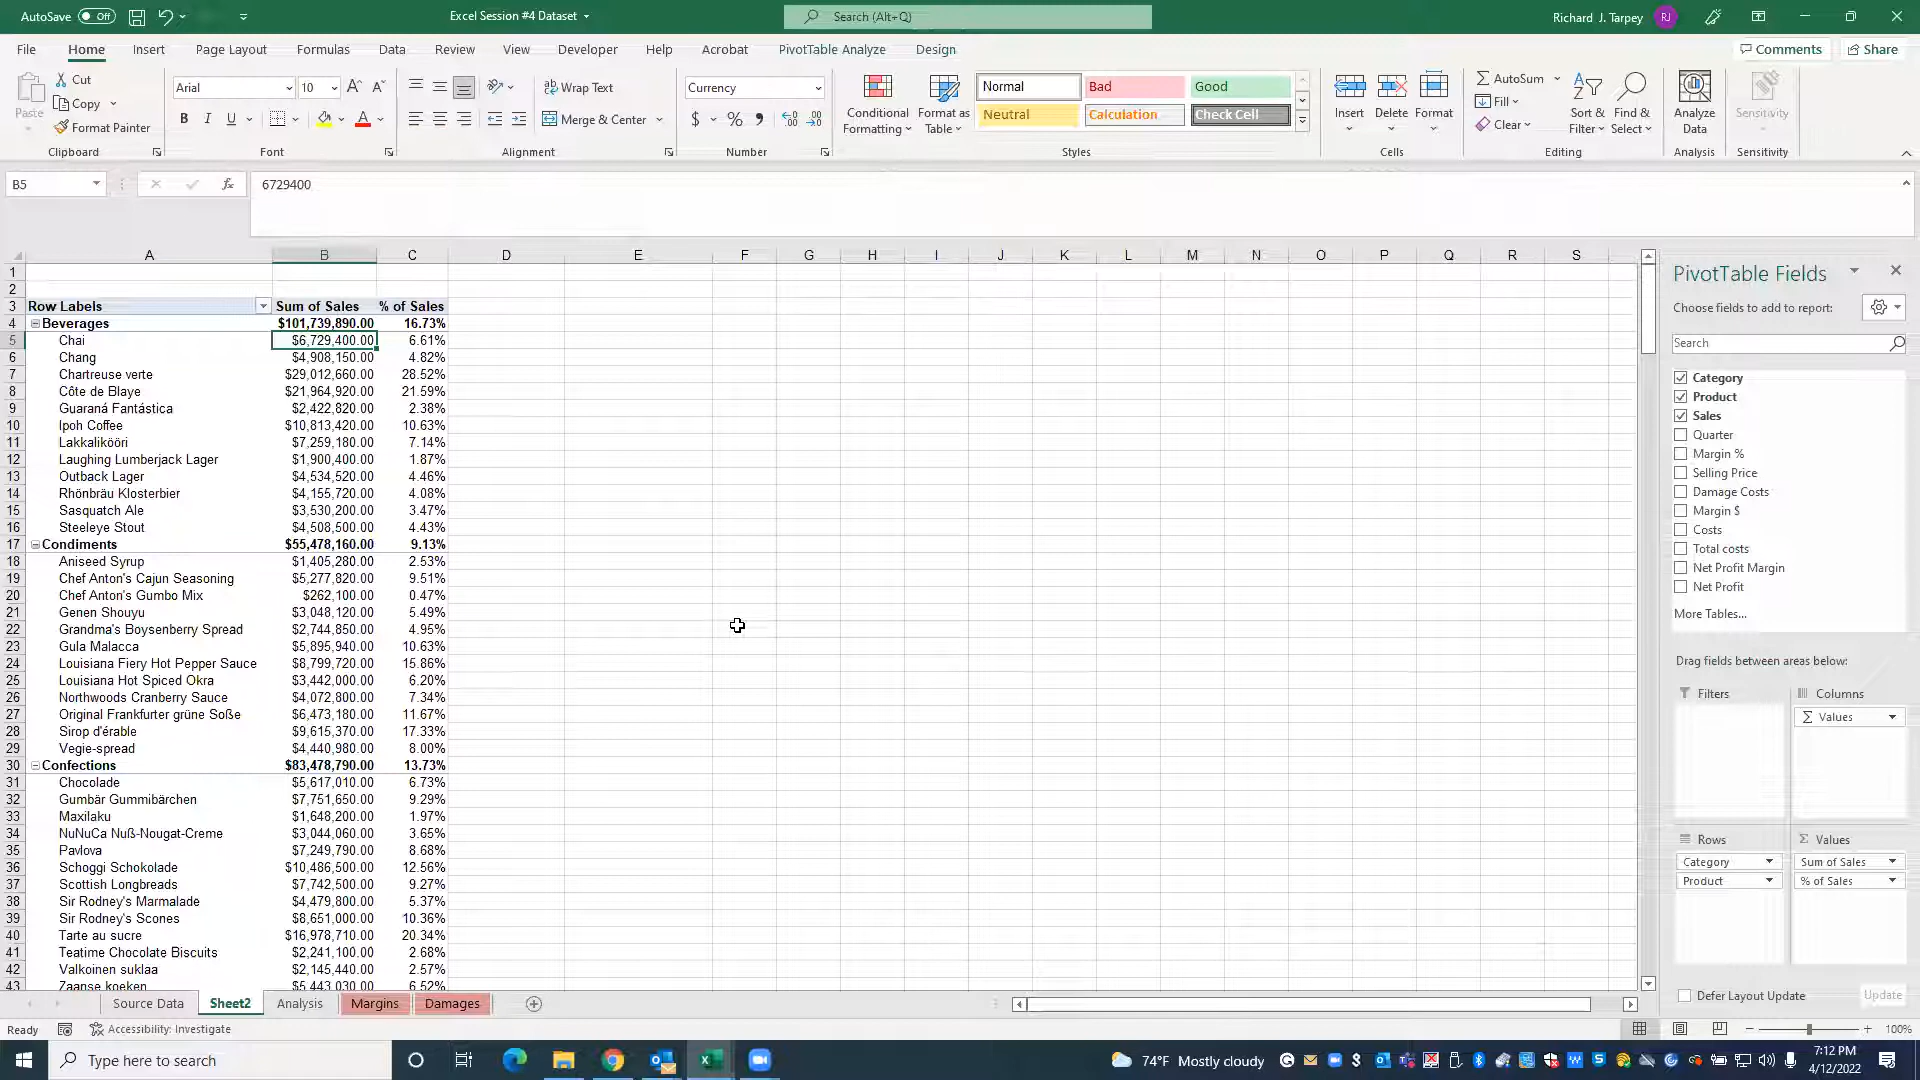 AutoSave Off Excel Session #4 Dataset Search (Alt+Q) Richard J. Tarpey RJ
File Home Insert Page Layout Formulas Data Review View Developer Help Acrobat PivotTable Analyze Design Comments Share
Paste Cut Copy Format Painter Clipboard
Arial 10 B I U Font
Wrap Text Merge & Center Alignment
Currency $ % Number
Conditional Formatting Format as Table Normal Bad Good Neutral Calculation Check Cell Styles
Insert Delete Format Cells
AutoSum Fill Clear Sort & Filter Find & Select Editing
Analyze Data Analysis Sensitivity Sensitivity
B5 fx 6729400
A B C D E F G H I J K L M N O P Q R S
1
2
3 Row Labels Sum of Sales % of Sales
4 Beverages $101,739,890.00 16.73%
5 Chai $6,729,400.00 6.61%
6 Chang $4,908,150.00 4.82%
7 Chartreuse verte $29,012,660.00 28.52%
8 Côte de Blaye $21,964,920.00 21.59%
9 Guaraná Fantástica $2,422,820.00 2.38%
10 Ipoh Coffee $10,813,420.00 10.63%
11 Lakkalikööri $7,259,180.00 7.14%
12 Laughing Lumberjack Lager $1,900,400.00 1.87%
13 Outback Lager $4,534,520.00 4.46%
14 Rhönbräu Klosterbier $4,155,720.00 4.08%
15 Sasquatch Ale $3,530,200.00 3.47%
16 Steeleye Stout $4,508,500.00 4.43%
17 Condiments $55,478,160.00 9.13%
18 Aniseed Syrup $1,405,280.00 2.53%
19 Chef Anton's Cajun Seasoning $5,277,820.00 9.51%
20 Chef Anton's Gumbo Mix $262,100.00 0.47%
21 Genen Shouyu $3,048,120.00 5.49%
22 Grandma's Boysenberry Spread $2,744,850.00 4.95%
23 Gula Malacca $5,895,940.00 10.63%
24 Louisiana Fiery Hot Pepper Sauce $8,799,720.00 15.86%
25 Louisiana Hot Spiced Okra $3,442,000.00 6.20%
26 Northwoods Cranberry Sauce $4,072,800.00 7.34%
27 Original Frankfurter grüne Soße $6,473,180.00 11.67%
28 Sirop d'érable $9,615,370.00 17.33%
29 Vegie-spread $4,440,980.00 8.00%
30 Confections $83,478,790.00 13.73%
31 Chocolade $5,617,010.00 6.73%
32 Gumbär Gummibärchen $7,751,650.00 9.29%
33 Maxilaku $1,648,200.00 1.97%
34 NuNuCa Nuß-Nougat-Creme $3,044,060.00 3.65%
35 Pavlova $7,249,790.00 8.68%
36 Schoggi Schokolade $10,486,500.00 12.56%
37 Scottish Longbreads $7,742,500.00 9.27%
38 Sir Rodney's Marmalade $4,479,800.00 5.37%
39 Sir Rodney's Scones $8,651,000.00 10.36%
40 Tarte au sucre $16,978,710.00 20.34%
41 Teatime Chocolate Biscuits $2,241,100.00 2.68%
42 Valkoinen suklaa $2,145,440.00 2.57%
43 Zaanse koeken $5,443,030.00 6.52%
PivotTable Fields
Choose fields to add to report:
Search
Category
Product
Sales
Quarter
Margin %
Selling Price
Damage Costs
Margin $
Costs
Total costs
Net Profit Margin
Net Profit
More Tables...
Drag fields between areas below:
Filters Columns
Values
Rows Values
Category Sum of Sales
Product % of Sales
Defer Layout Update Update
Source Data Sheet2 Analysis Margins Damages
Ready Accessibility: Investigate 100%
Type here to search 74°F Mostly cloudy 7:12 PM
4/12/2022